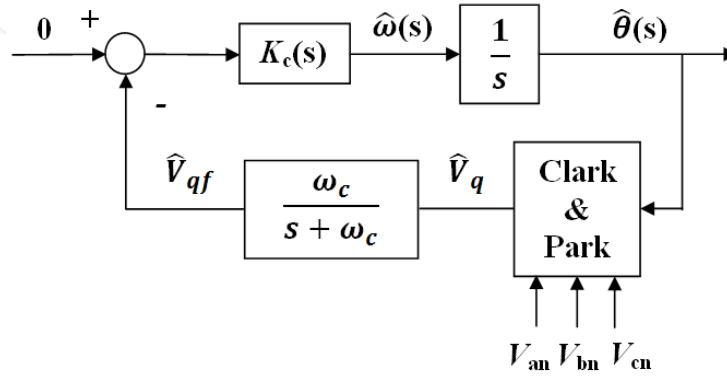 0
+
-
K_c(s)
ω̂(s)
1
s
θ̂(s)
V̂_qf
ω_c
s + ω_c
V̂_q
Clark
&
Park
V_an V_bn V_cn